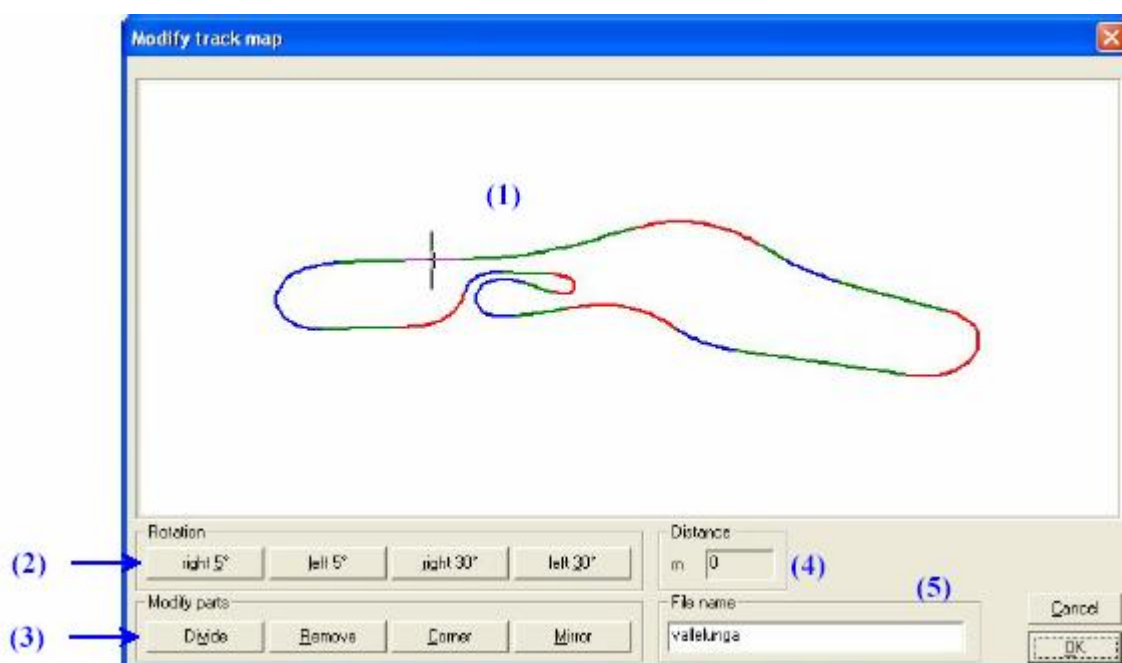 Modify track map
(1)
Rotation
right 5°
left 5°
right 30°
left 30°
(2)
Distance
m
0
(4)
Modify parts
Divide
Remove
Corner
Mirror
(3)
File name
(5)
vallelunga
Cancel
OK